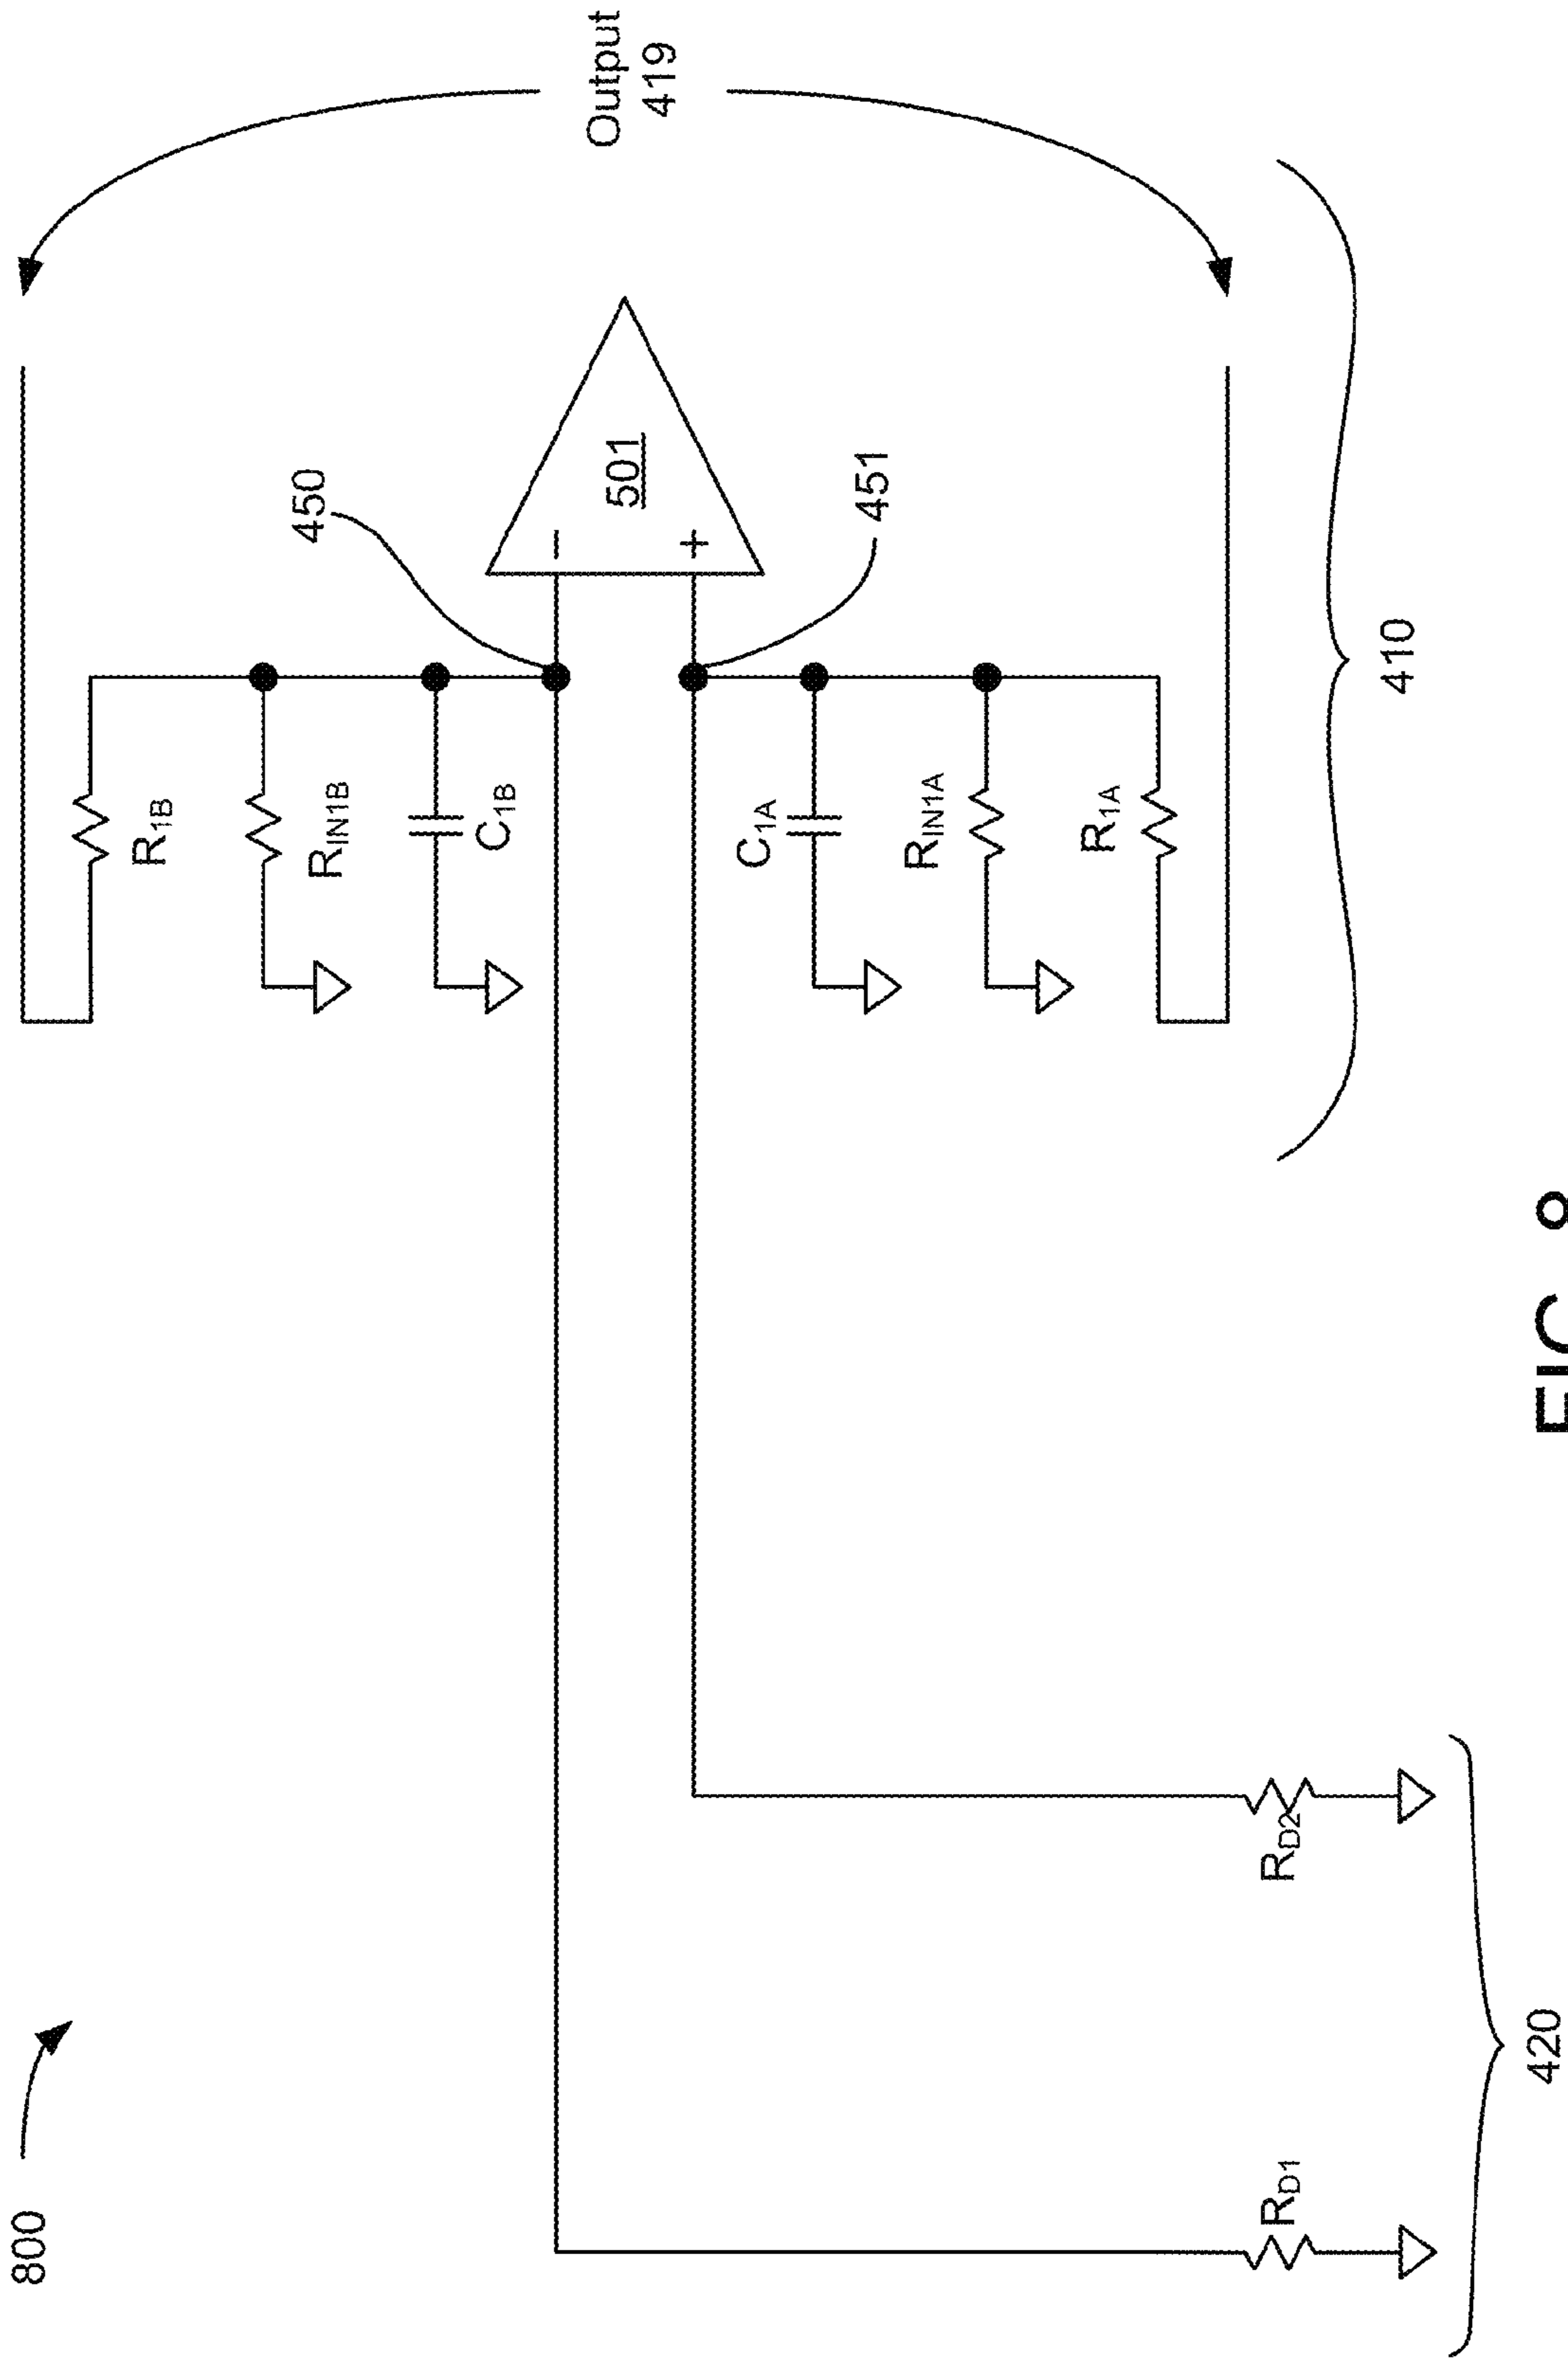 800
Output
419
450
501
−
+
451
R1B
RIN1B
C1B
C1A
RIN1A
R1A
410
RD1
RD2
420